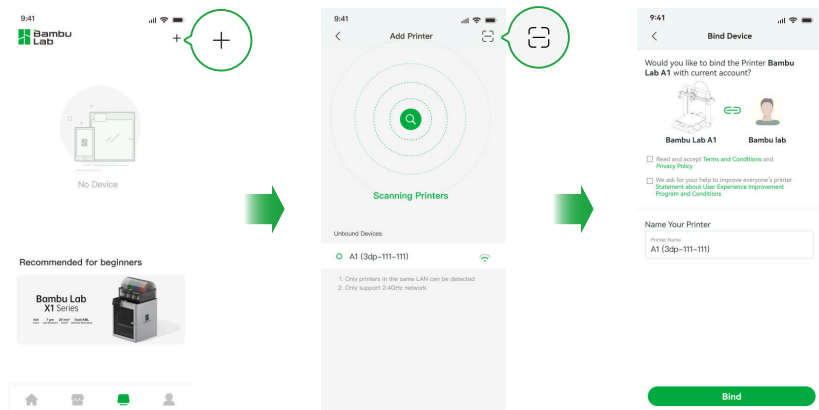 9:41
Bambu
Lab
No Device
Recommended for beginners
Bambu Lab
X1 Series
9:41
Add Printer
Scanning Printers
Unbound Devices
A1 (3dp-111-111)
1. Only printers in the same LAN can be detected
2. Only support 2.4GHz network
9:41
Bind Device
Would you like to bind the Printer Bambu
Lab A1 with current account?
Bambu Lab A1
Bambu lab
Read and accept Terms and Conditions and
Privacy Policy
We ask for your help to improve everyone's printer
Statement about User Experience Improvement
Program and Conditions
Name Your Printer
Printer Name
A1 (3dp-111-111)
Bind